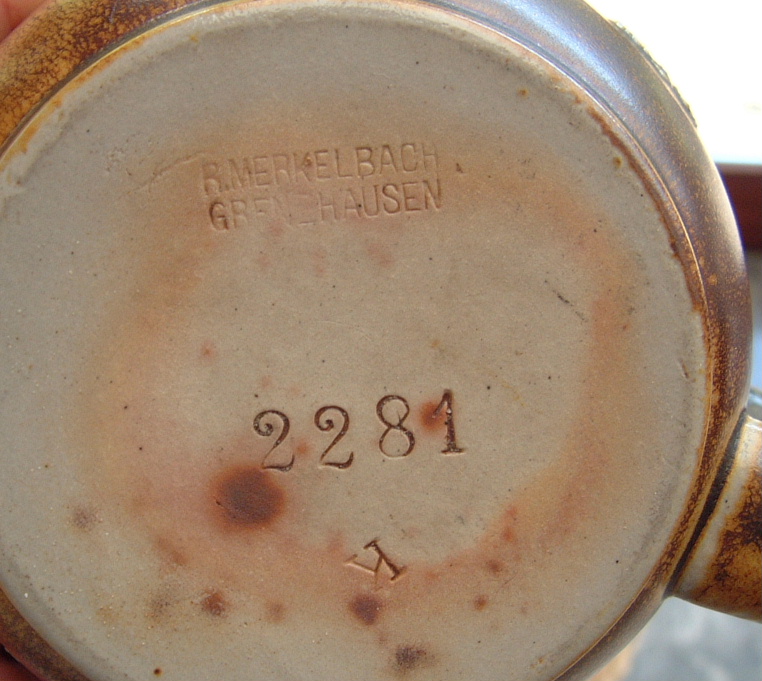 R.MERKELBACH
GRENZHAUSEN
2281
K